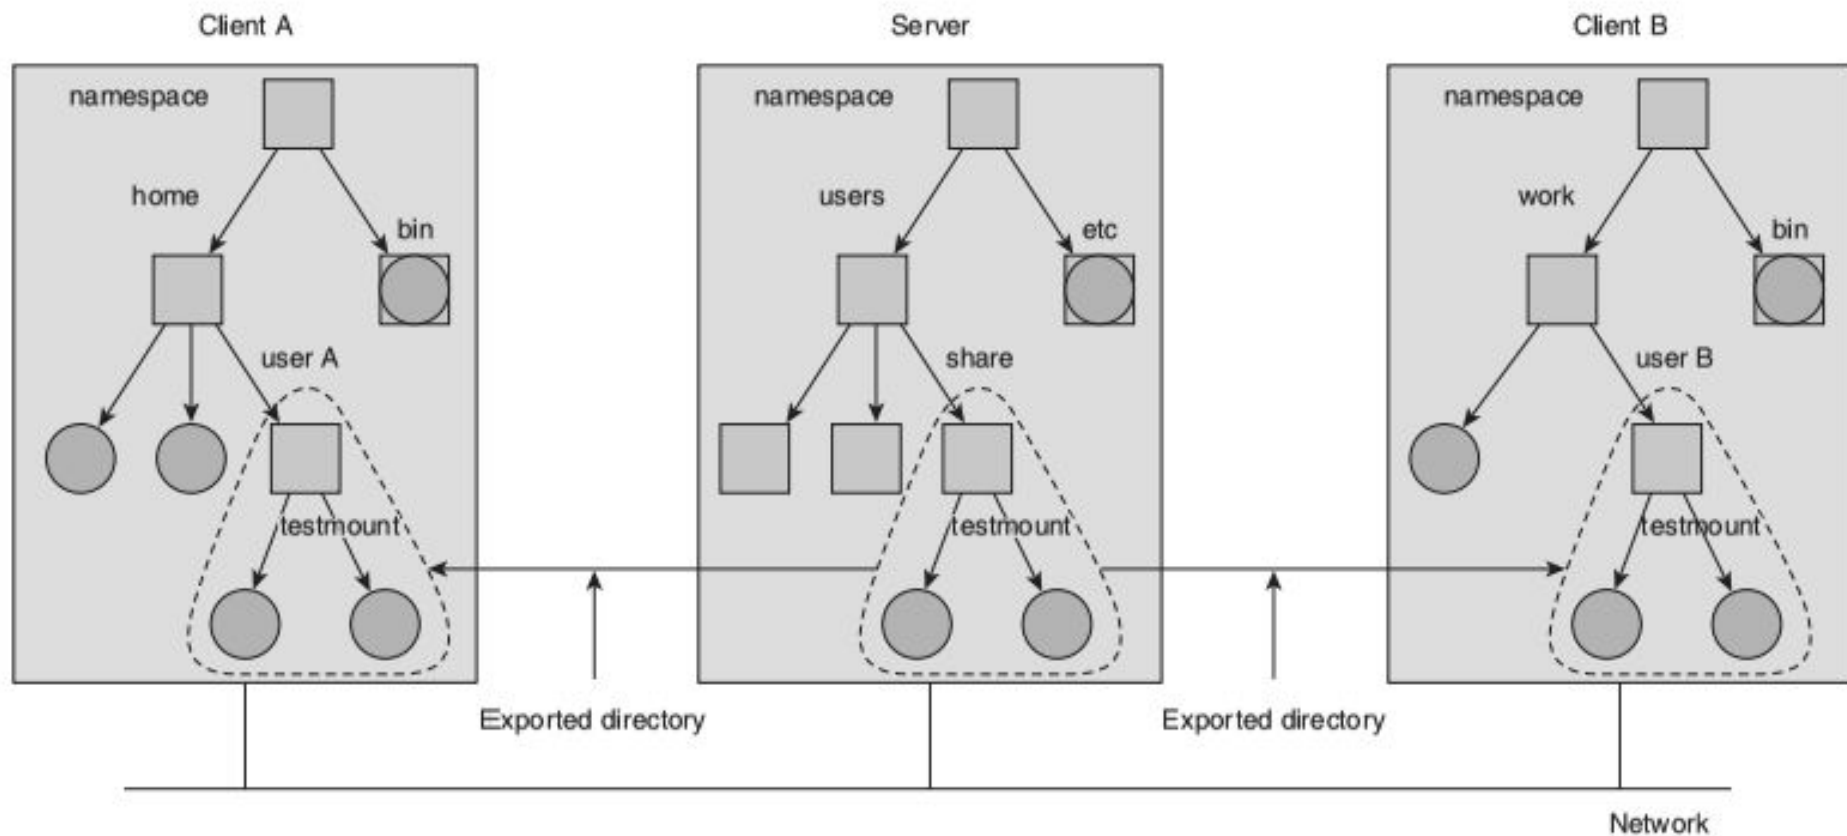 Client A
Server
Client B
namespace
namespace
namespace
home
bin
users
etc
work
bin
user A
share
user B
testmount
testmount
testmount
Exported directory
Exported directory
Network